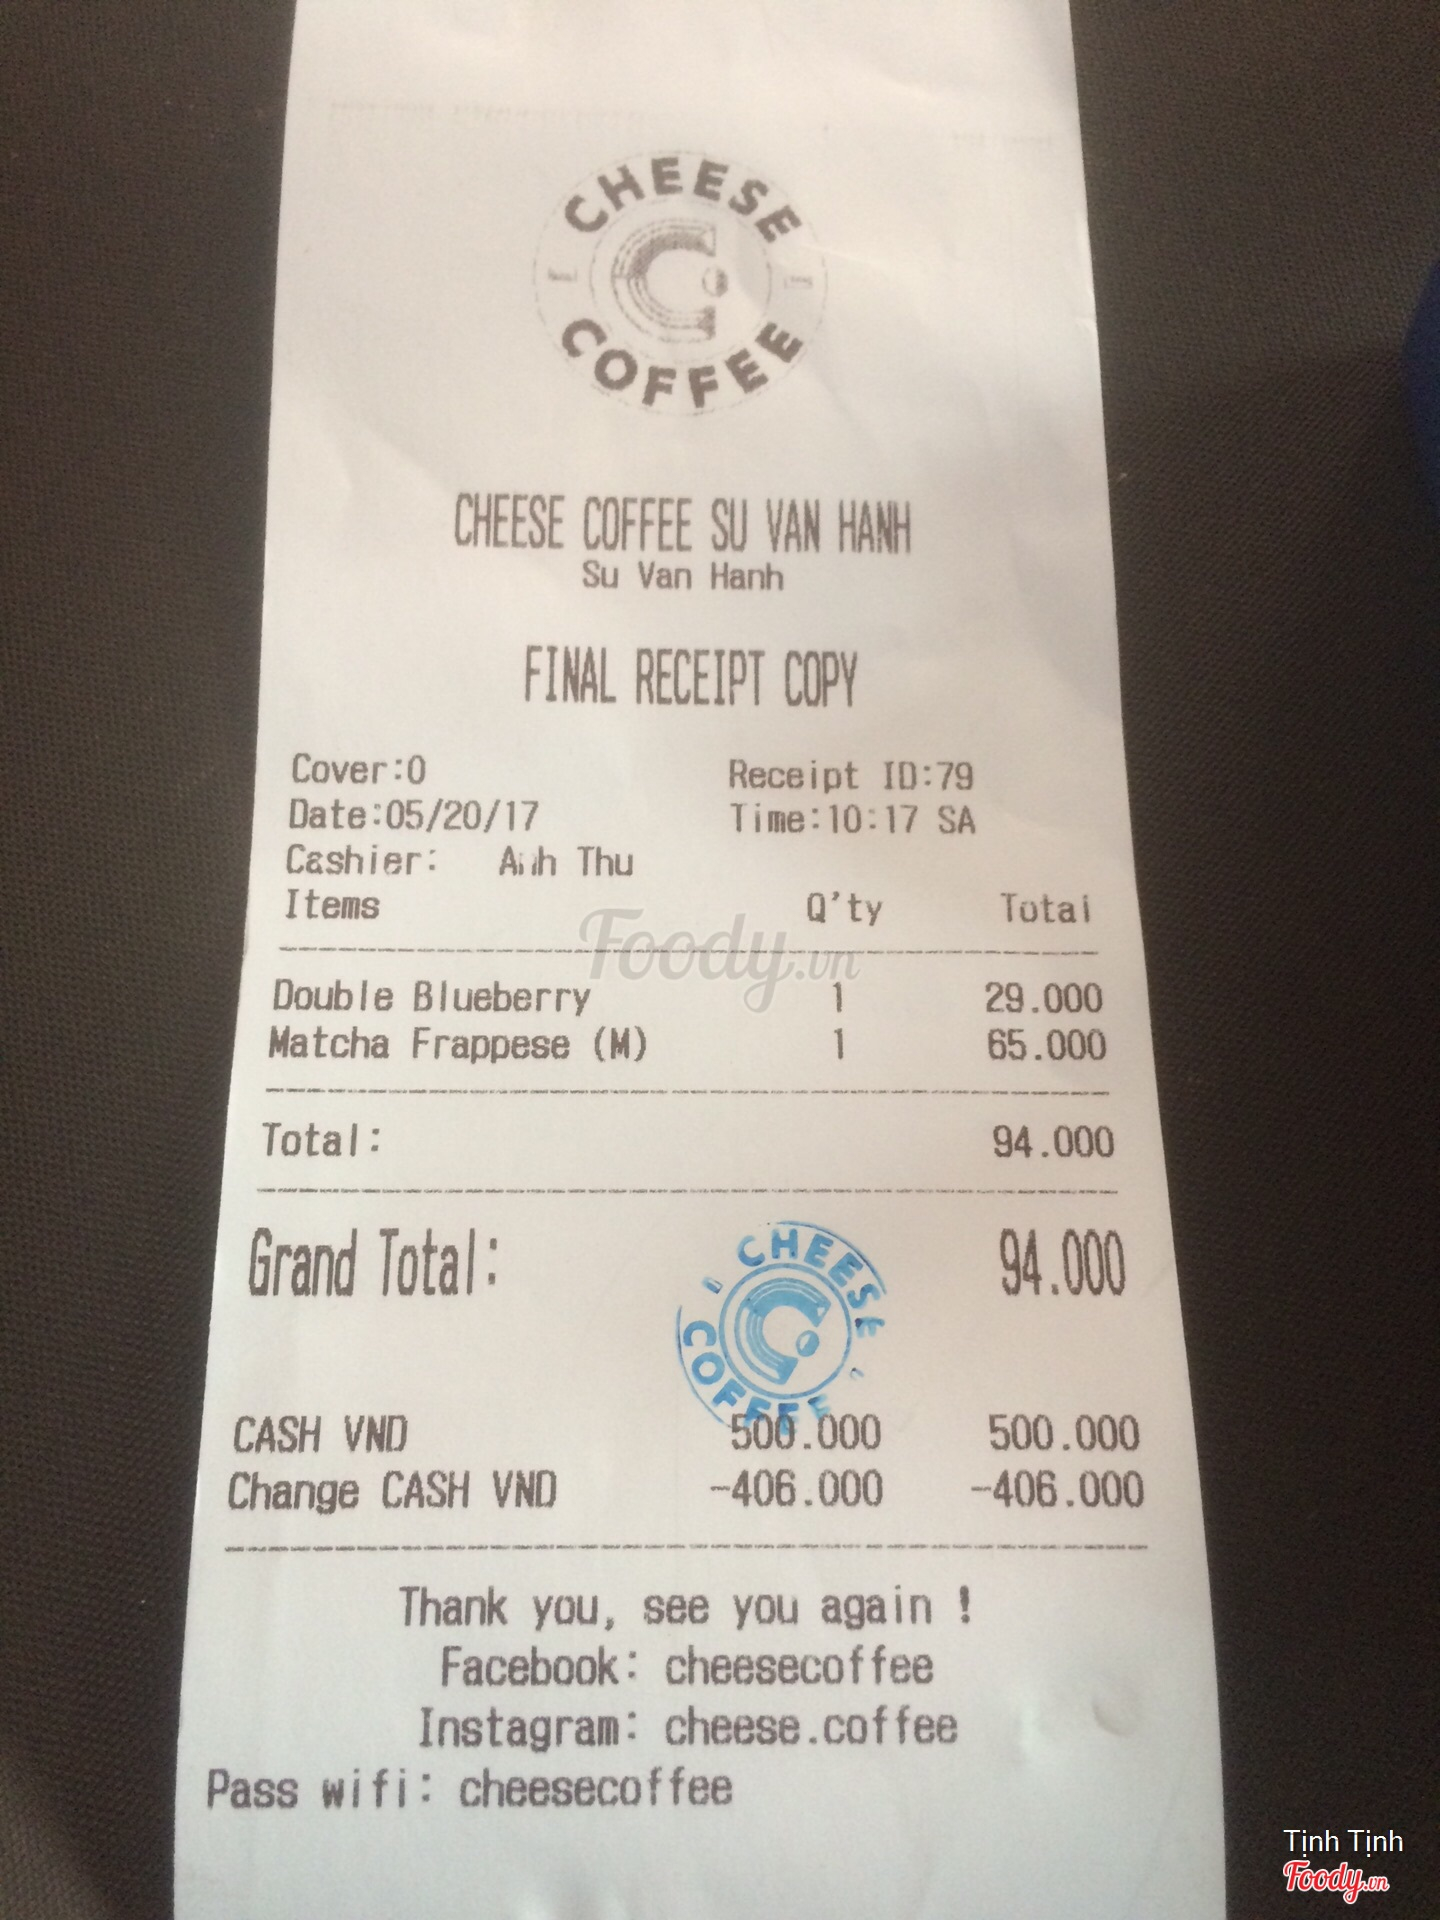 CHEESE
COFFEE
CHEESE COFFEE SU VAN HANH
Su Van Hanh
FINAL RECEIPT COPY
Cover:0 Receipt ID:79
Date:05/20/17 Time:10:17 SA
Cashier: Anh Thu
Items Q'ty Total
Foody.vn
Double Blueberry 1 29.000
Matcha Frappese (M) 1 65.000
Total: 94.000
Grand Total: 94.000
CHEESE
COFFEE
CASH VND 500.000 500.000
Change CASH VND -406.000 -406.000
Thank you, see you again !
Facebook: cheesecoffee
Instagram: cheese.coffee
Pass wifi: cheesecoffee
Tịnh Tịnh
Foody.vn